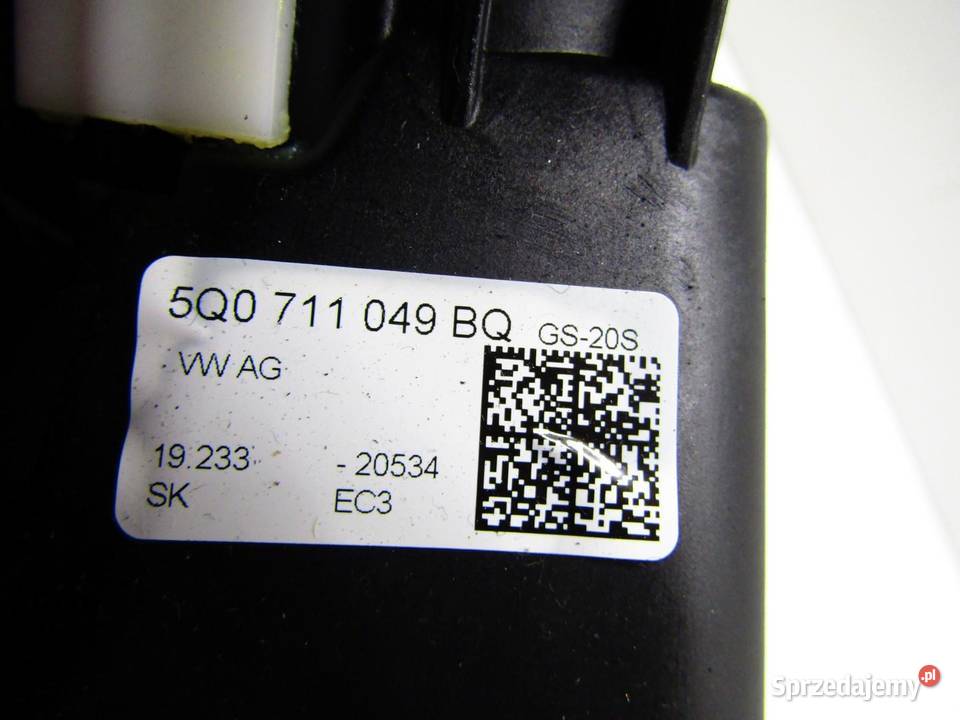 5Q0 711 049 BQ GS-20S
VW AG
19.233 - 20534
SK EC3
Sprzedajemy.pl